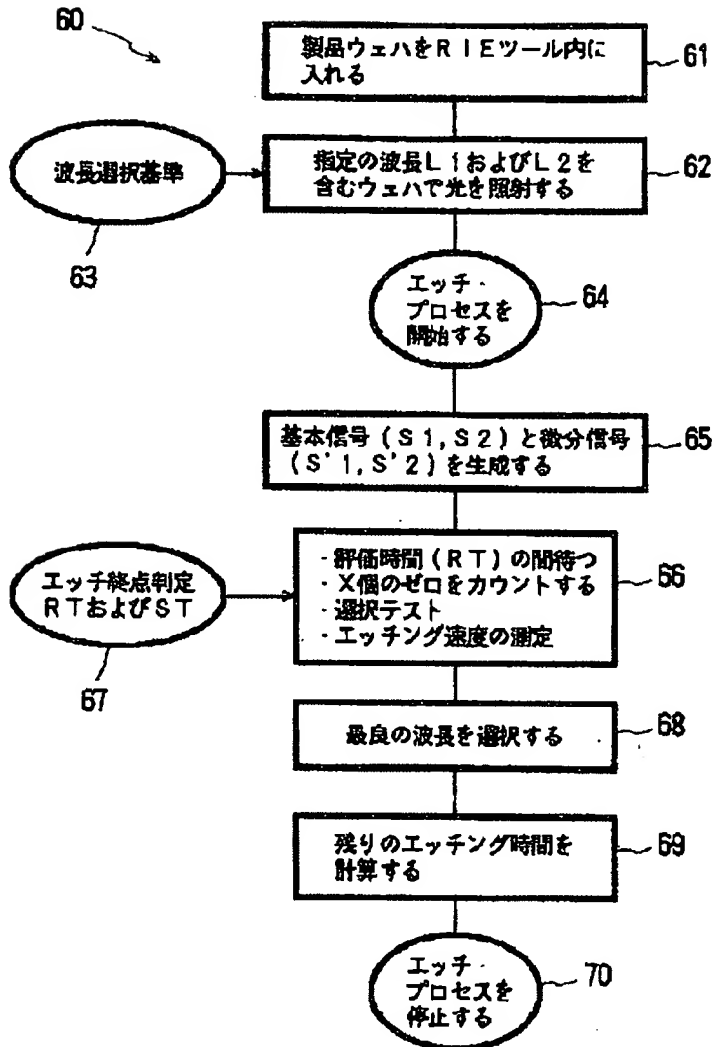 60
製品ウェハをRIEツール内に
入れる
61
波長選択基準
63
指定の波長L1およびL2を
含むウェハで光を照射する
62
エッチ・
プロセスを
開始する
64
基本信号(S1,S2)と微分信号
(S'1,S'2)を生成する
65
エッチ終点判定
RTおよびST
67
・評価時間(RT)の間待つ
・X個のゼロをカウントする
・選択テスト
・エッチング速度の測定
66
最良の波長を選択する
68
残りのエッチング時間を
計算する
69
エッチ・
プロセスを
停止する
70